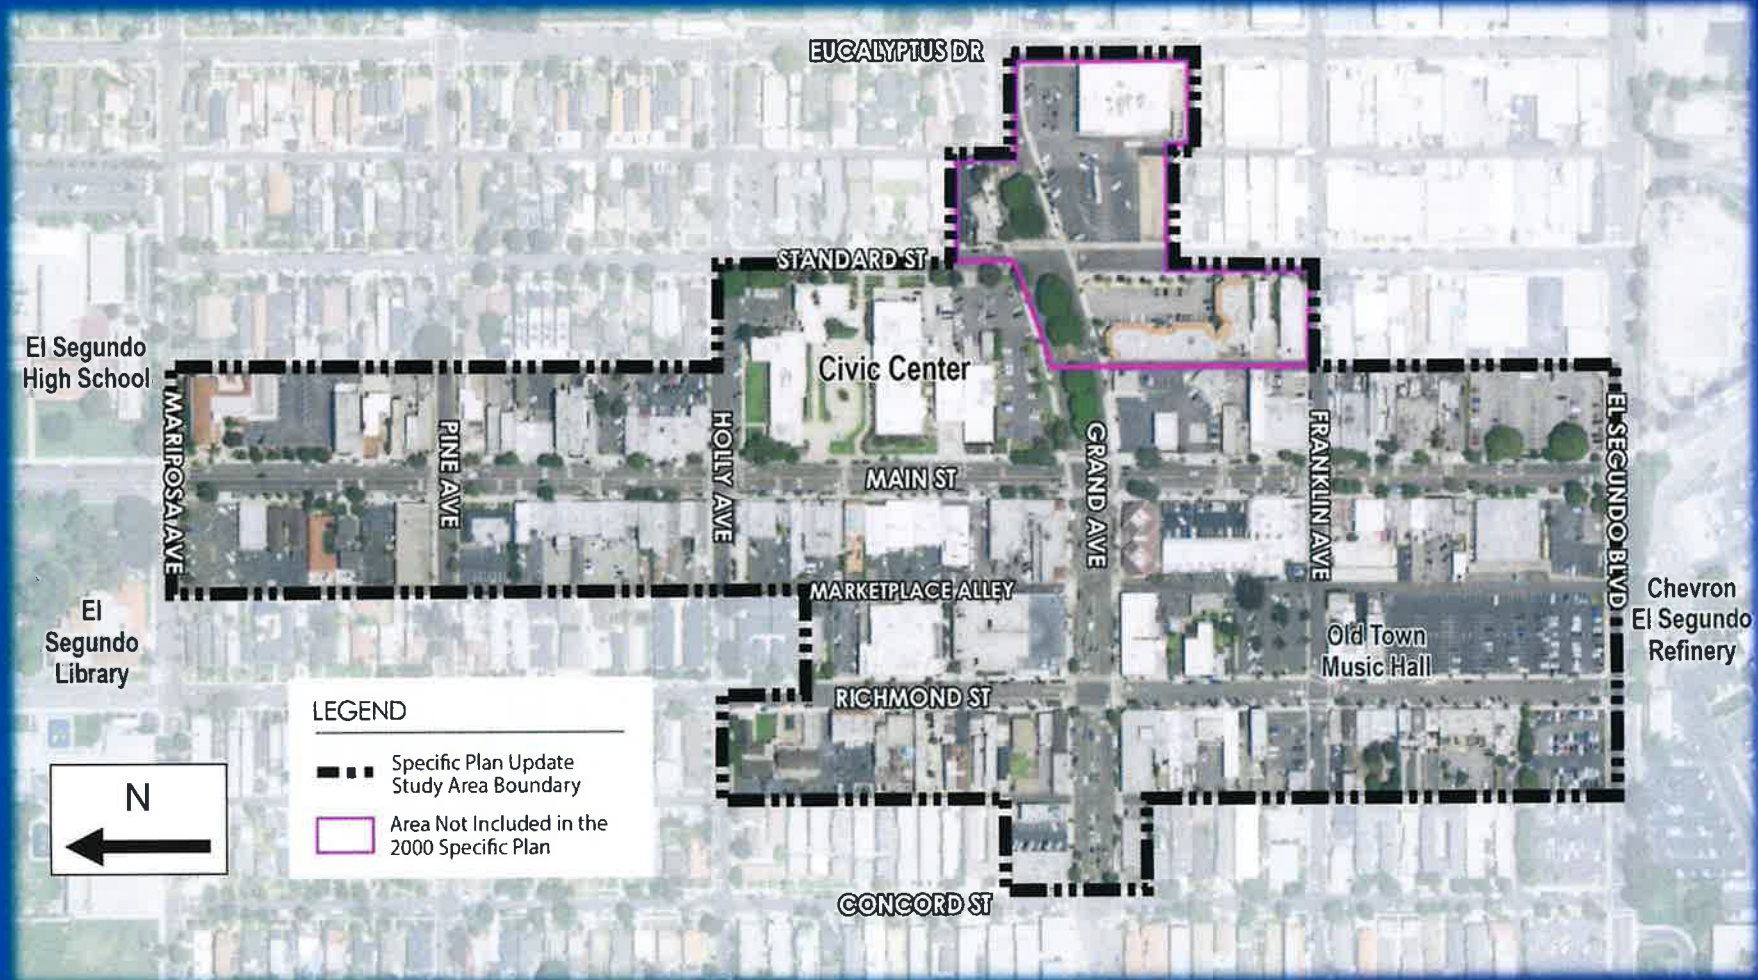 EUCALYPTUS DR
STANDARD ST
El Segundo
High School
Civic Center
MARIPOSA AVE
PINE AVE
HOLLY AVE
MAIN ST
GRAND AVE
FRANKLIN AVE
EL SEGUNDO BLVD
MARKETPLACE ALLEY
El
Segundo
Library
Old Town
Music Hall
Chevron
El Segundo
Refinery
RICHMOND ST
LEGEND
Specific Plan Update
Study Area Boundary
Area Not Included in the
2000 Specific Plan
N
CONCORD ST